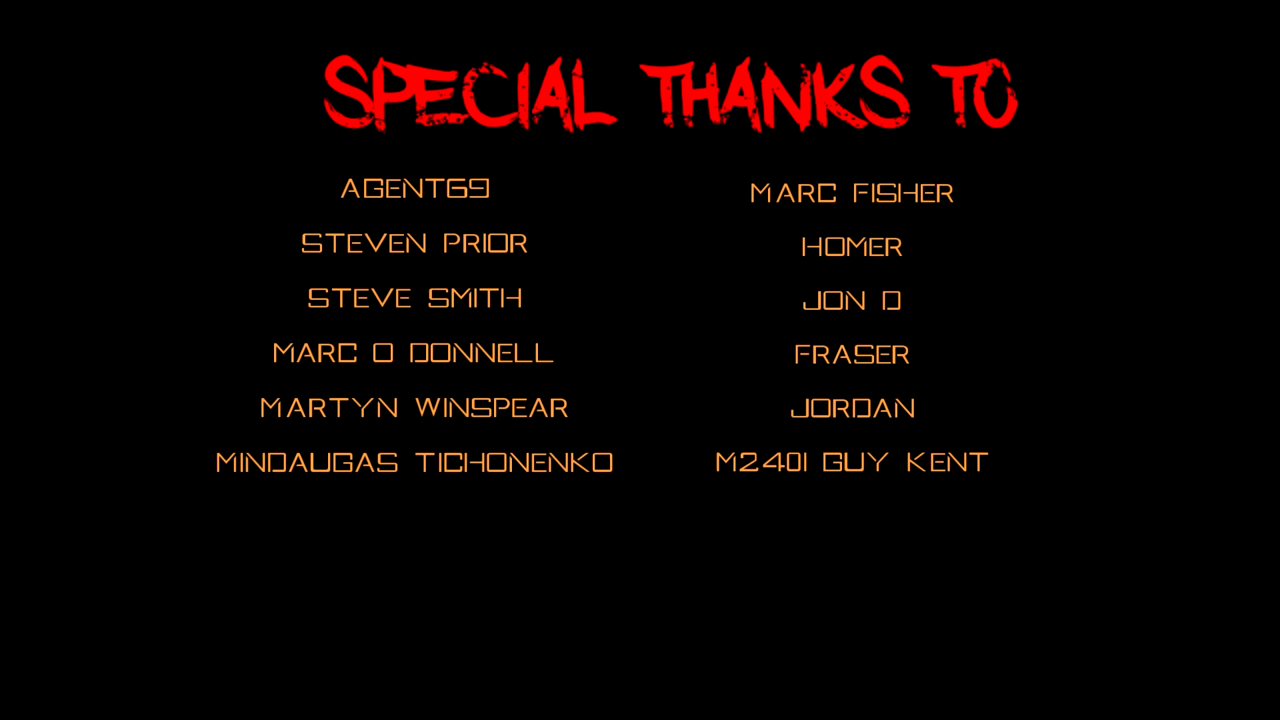 SPECIAL THANKS TO
AGENT69
STEVEN PRIOR
STEVE SMITH
MARC O DONNELL
MARTYN WINSPEAR
MINDAUGAS TICHONENKO
MARC FISHER
HOMER
JON D
FRASER
JORDAN
M240I GUY KENT